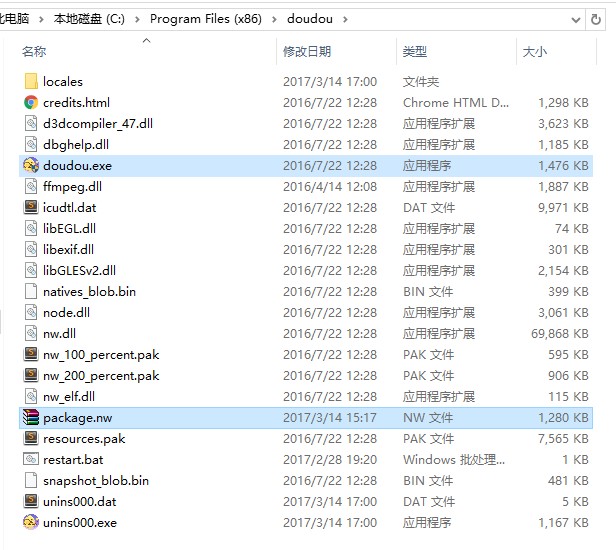 电脑 > 本地磁盘 (C:) > Program Files (x86) > doudou >
名称 修改日期 类型 大小
locales 2017/3/14 17:00 文件夹
credits.html 2016/7/22 12:28 Chrome HTML D... 1,298 KB
d3dcompiler_47.dll 2016/7/22 12:28 应用程序扩展 3,623 KB
dbghelp.dll 2016/7/22 12:28 应用程序扩展 1,185 KB
doudou.exe 2016/7/22 12:28 应用程序 1,476 KB
ffmpeg.dll 2016/4/14 12:08 应用程序扩展 1,887 KB
icudtl.dat 2016/7/22 12:28 DAT 文件 9,971 KB
libEGL.dll 2016/7/22 12:28 应用程序扩展 74 KB
libexif.dll 2016/7/22 12:28 应用程序扩展 301 KB
libGLESv2.dll 2016/7/22 12:28 应用程序扩展 2,154 KB
natives_blob.bin 2016/7/22 12:28 BIN 文件 399 KB
node.dll 2016/7/22 12:28 应用程序扩展 3,061 KB
nw.dll 2016/7/22 12:28 应用程序扩展 69,868 KB
nw_100_percent.pak 2016/7/22 12:28 PAK 文件 595 KB
nw_200_percent.pak 2016/7/22 12:28 PAK 文件 906 KB
nw_elf.dll 2016/7/22 12:28 应用程序扩展 115 KB
package.nw 2017/3/14 15:17 NW 文件 1,280 KB
resources.pak 2016/7/22 12:28 PAK 文件 7,565 KB
restart.bat 2017/2/28 19:20 Windows 批处理... 1 KB
snapshot_blob.bin 2016/7/22 12:28 BIN 文件 481 KB
unins000.dat 2017/3/14 17:00 DAT 文件 5 KB
unins000.exe 2017/3/14 17:00 应用程序 1,167 KB